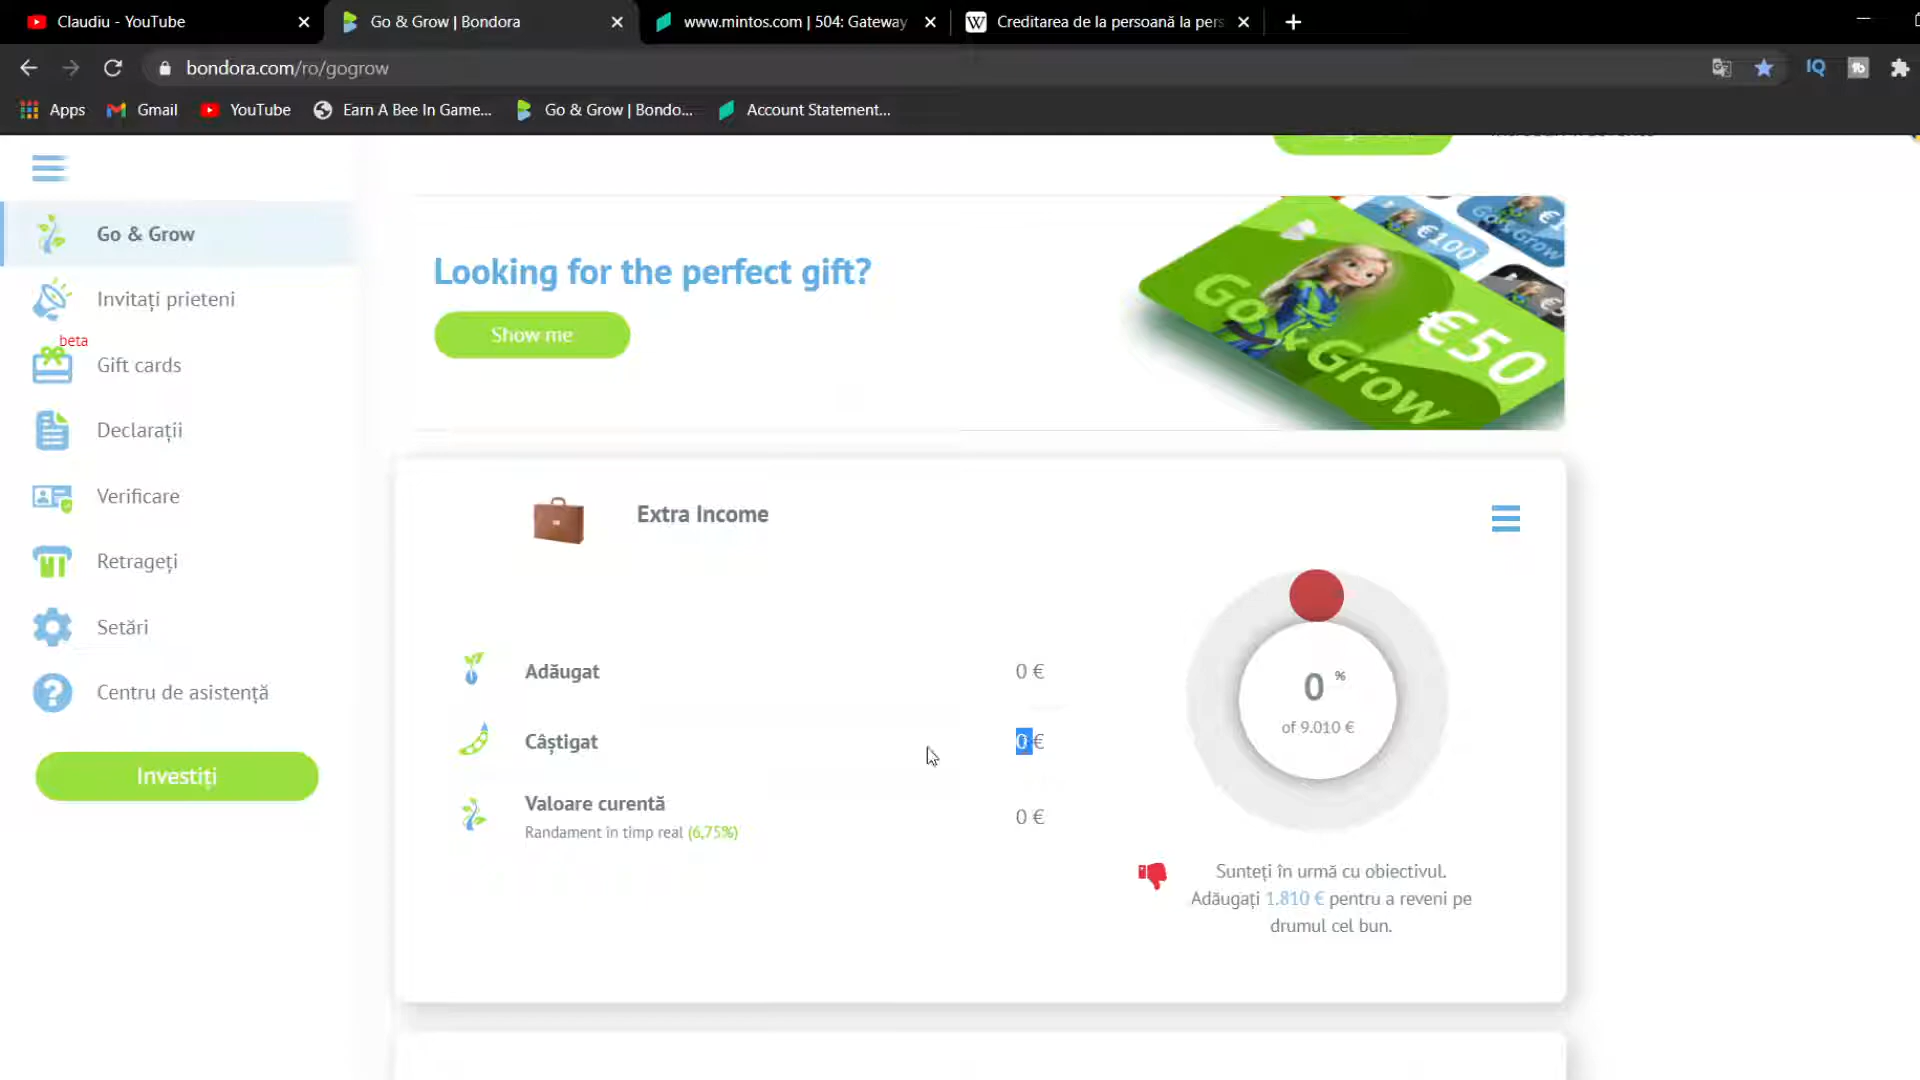 Claudiu - YouTube
Go & Grow | Bondora
www.mintos.com | 504: Gateway
Creditarea de la persoană la pers
bondora.com/ro/gogrow
Apps
Gmail
YouTube
Earn A Bee In Game...
Go & Grow | Bondo...
Account Statement...
Go & Grow
Invitați prieteni
beta
Gift cards
Declarații
Verificare
Retrageți
Setări
Centru de asistență
Investiți
Looking for the perfect gift?
Show me
Go & Grow
€50
€100
Extra Income
Adăugat
0 €
Câștigat
0 €
Valoare curentă
0 €
Randament în timp real (6,75%)
0 %
of 9.010 €
Sunteți în urmă cu obiectivul.
Adăugați 1.810 € pentru a reveni pe
drumul cel bun.